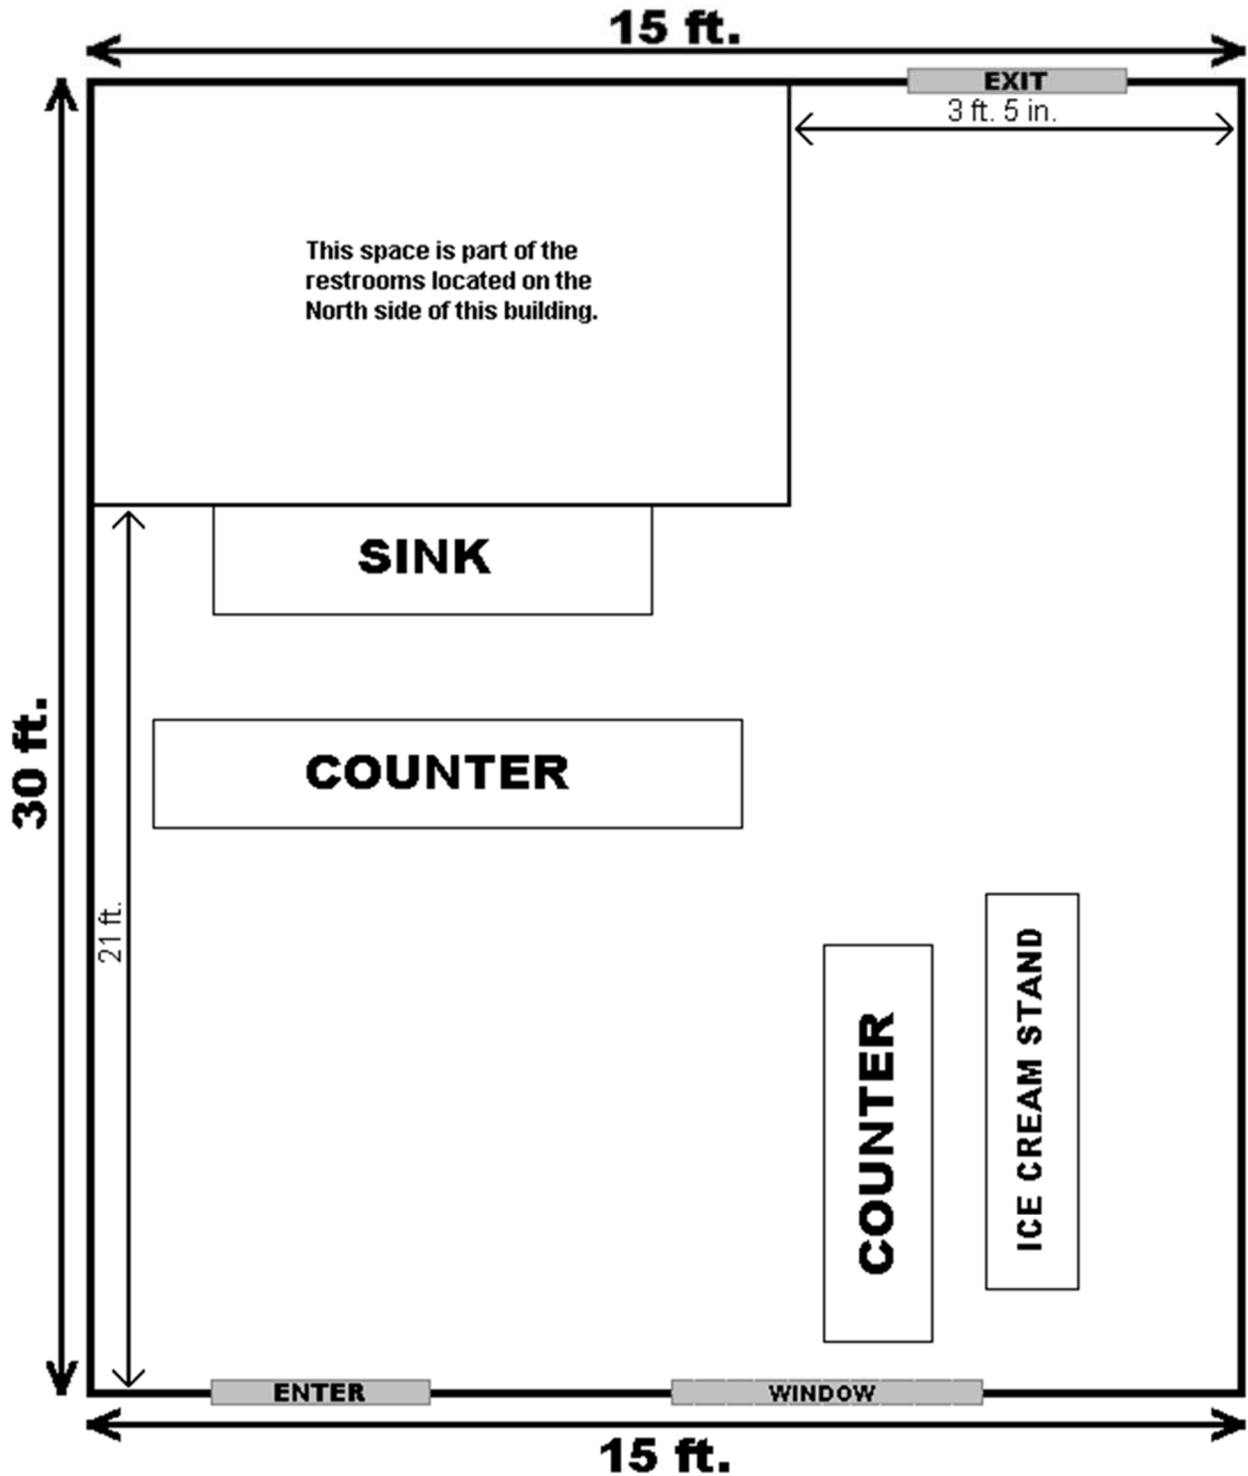 15 ft.
EXIT
3 ft. 5 in.
This space is part of the
restrooms located on the
North side of this building.
SINK
30 ft.
COUNTER
21 ft.
COUNTER
ICE CREAM STAND
ENTER
WINDOW
15 ft.